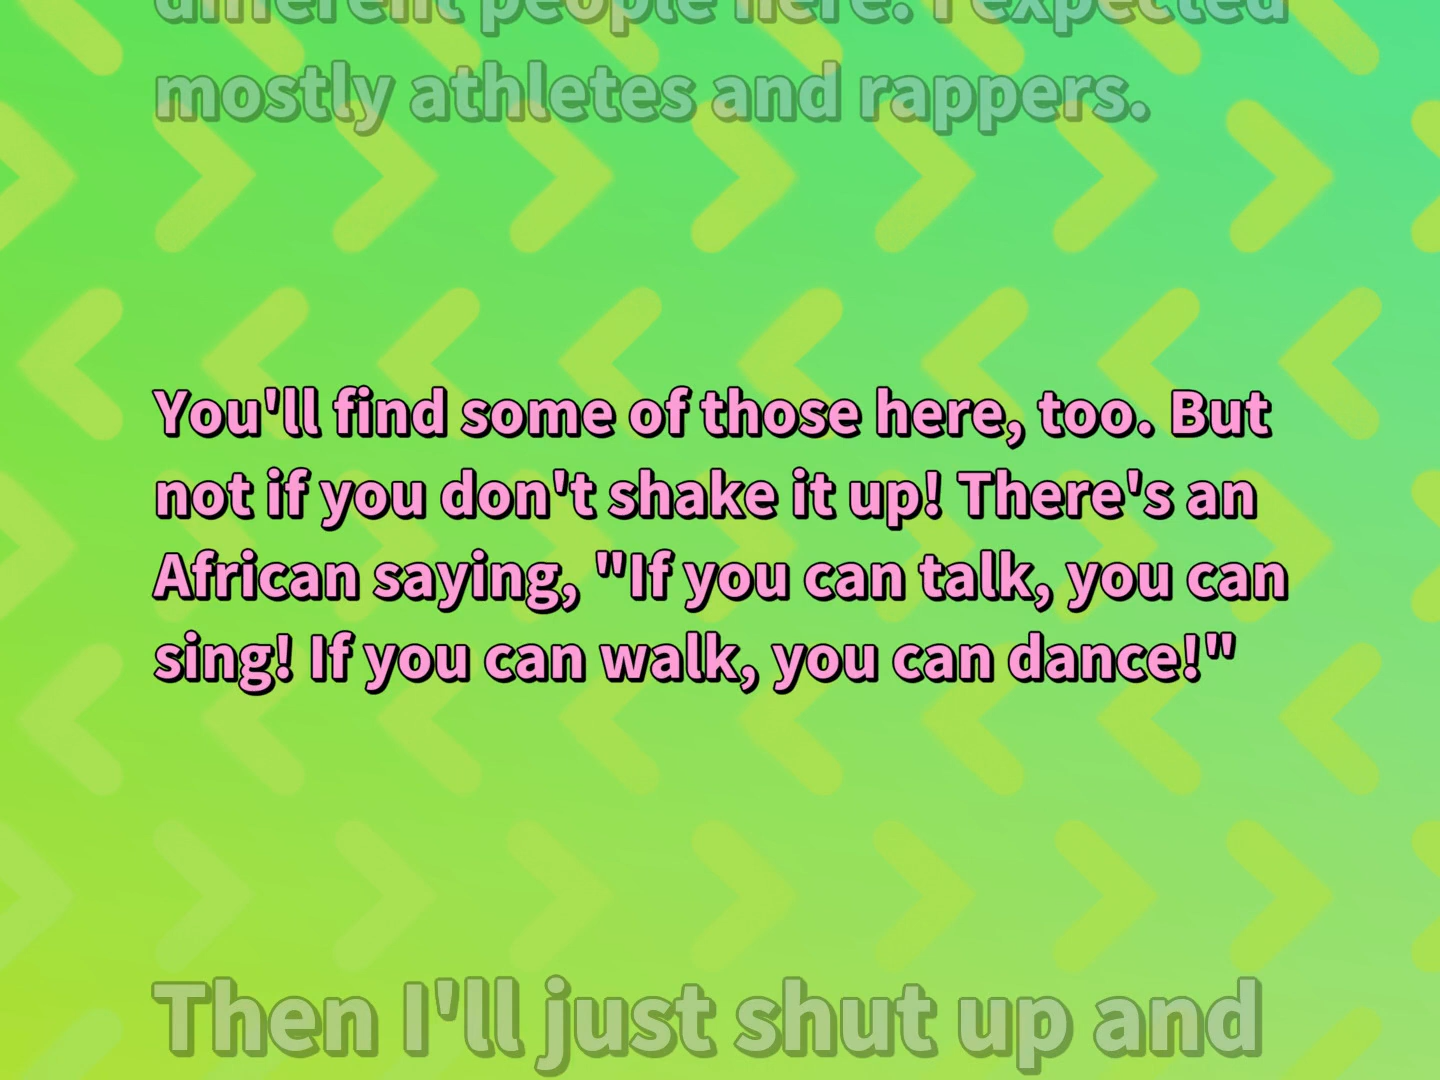 different people here. I expected
mostly athletes and rappers.
You'll find some of those here, too. But
not if you don't shake it up! There's an
African saying, "If you can talk, you can
sing! If you can walk, you can dance!"
Then I'll just shut up and